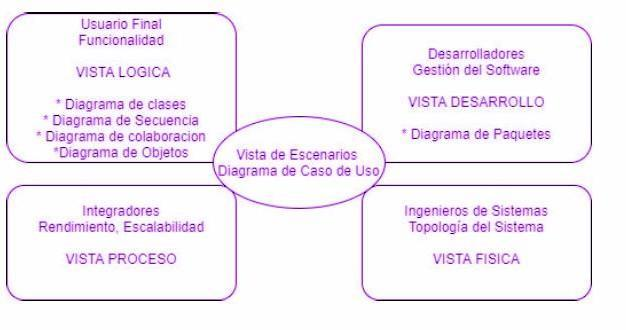 Usuario Final
Funcionalidad
VISTA LOGICA
* Diagrama de clases
* Diagrama de Secuencia
* Diagrama de colaboracion
*Diagrama de Objetos
Desarrolladores
Gestión del Software
VISTA DESARROLLO
* Diagrama de Paquetes
Vista de Escenarios
Diagrama de Caso de Uso
Integradores
Rendimiento, Escalabilidad
VISTA PROCESO
Ingenieros de Sistemas
Topología del Sistema
VISTA FISICA